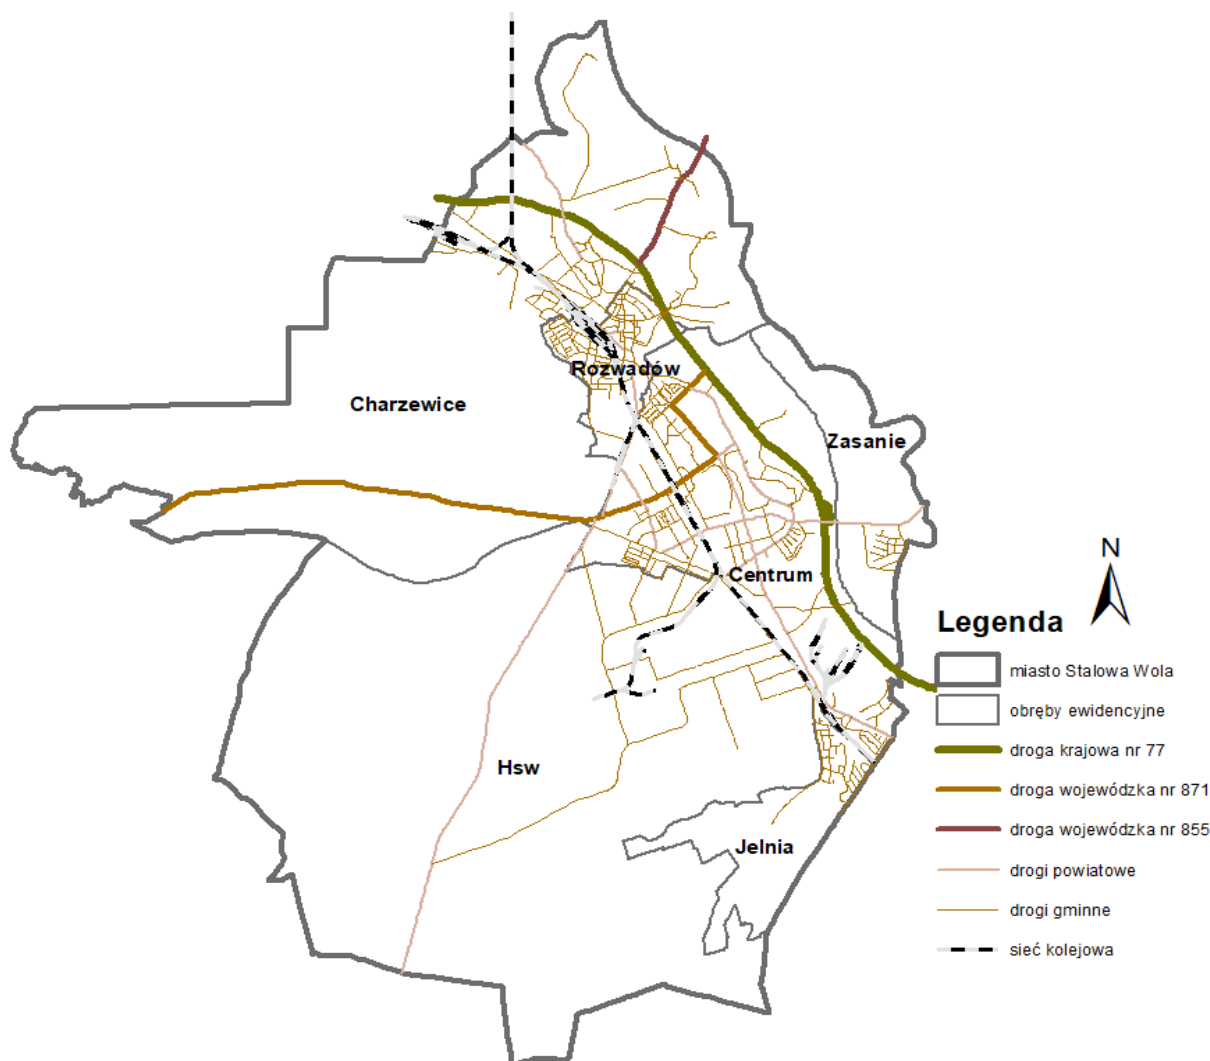 Rozwadów
Charzewice
Zasanie
Centrum
Hsw
Jelnia
N
Legenda
miasto Stalowa Wola
obręby ewidencyjne
droga krajowa nr 77
droga wojewódzka nr 871
droga wojewódzka nr 855
drogi powiatowe
drogi gminne
sieć kolejowa